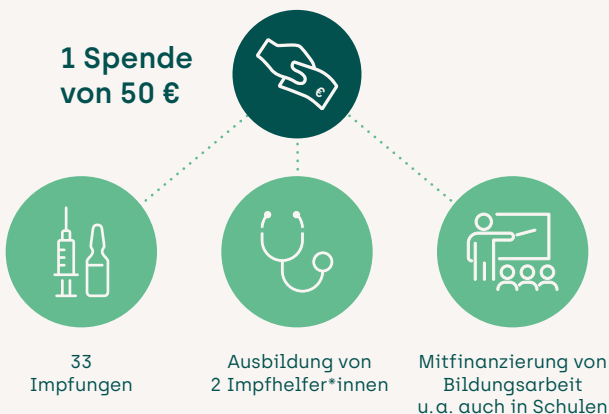 1 Spende
von 50 €
€
33
Impfungen
Ausbildung von
2 Impfhelfer*innen
Mitfinanzierung von
Bildungsarbeit
u. a. auch in Schulen